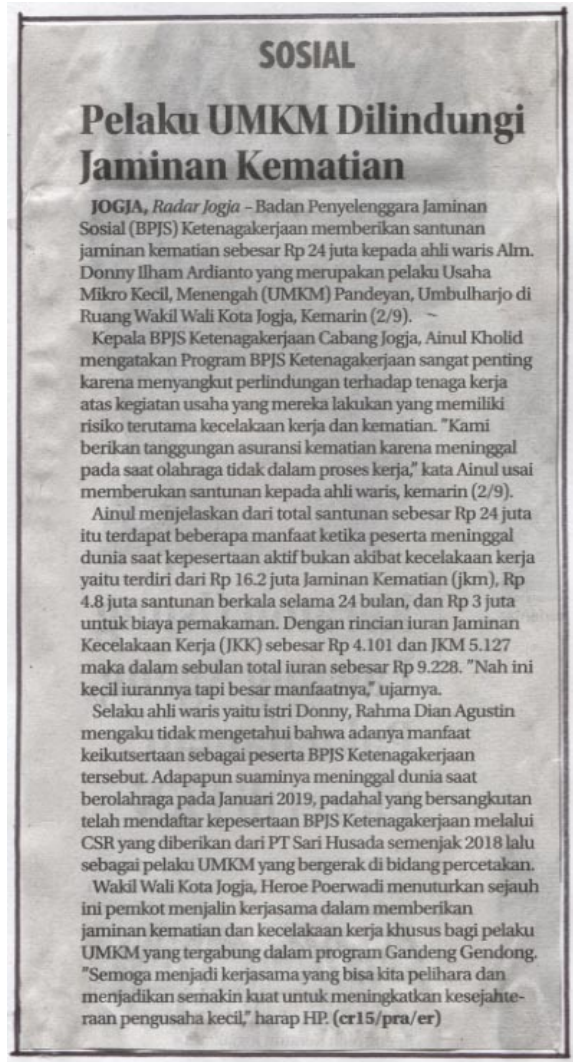 SOSIAL
Pelaku UMKM Dilindungi
Jaminan Kematian
JOGJA, Radar Jogja – Badan Penyelenggara Jaminan
Sosial (BPJS) Ketenagakerjaan memberikan santunan
jaminan kematian sebesar Rp 24 juta kepada ahli waris Alm.
Donny Ilham Ardianto yang merupakan pelaku Usaha
Mikro Kecil, Menengah (UMKM) Pandeyan, Umbulharjo di
Ruang Wakil Wali Kota Jogja, Kemarin (2/9).
Kepala BPJS Ketenagakerjaan Cabang Jogja, Ainul Kholid
mengatakan Program BPJS Ketenagakerjaan sangat penting
karena menyangkut perlindungan terhadap tenaga kerja
atas kegiatan usaha yang mereka lakukan yang memiliki
risiko terutama kecelakaan kerja dan kematian. "Kami
berikan tanggungan asuransi kematian karena meninggal
pada saat olahraga tidak dalam proses kerja," kata Ainul usai
memberukan santunan kepada ahli waris, kemarin (2/9).
Ainul menjelaskan dari total santunan sebesar Rp 24 juta
itu terdapat beberapa manfaat ketika peserta meninggal
dunia saat kepesertaan aktif bukan akibat kecelakaan kerja
yaitu terdiri dari Rp 16.2 juta Jaminan Kematian (jkm), Rp
4.8 juta santunan berkala selama 24 bulan, dan Rp 3 juta
untuk biaya pemakaman. Dengan rincian iuran Jaminan
Kecelakaan Kerja (JKK) sebesar Rp 4.101 dan JKM 5.127
maka dalam sebulan total iuran sebesar Rp 9.228. "Nah ini
kecil iurannya tapi besar manfaatnya," ujarnya.
Selaku ahli waris yaitu istri Donny, Rahma Dian Agustin
mengaku tidak mengetahui bahwa adanya manfaat
keikutsertaan sebagai peserta BPJS Ketenagakerjaan
tersebut. Adapapun suaminya meninggal dunia saat
berolahraga pada Januari 2019, padahal yang bersangkutan
telah mendaftar kepesertaan BPJS Ketenagakerjaan melalui
CSR yang diberikan dari PT Sari Husada semenjak 2018 lalu
sebagai pelaku UMKM yang bergerak di bidang percetakan.
Wakil Wali Kota Jogja, Heroe Poerwadi menuturkan sejauh
ini pemkot menjalin kerjasama dalam memberikan
jaminan kematian dan kecelakaan kerja khusus bagi pelaku
UMKM yang tergabung dalam program Gandeng Gendong.
"Semoga menjadi kerjasama yang bisa kita pelihara dan
menjadikan semakin kuat untuk meningkatkan kesejahte-
raan pengusaha kecil," harap HP. (cr15/pra/er)